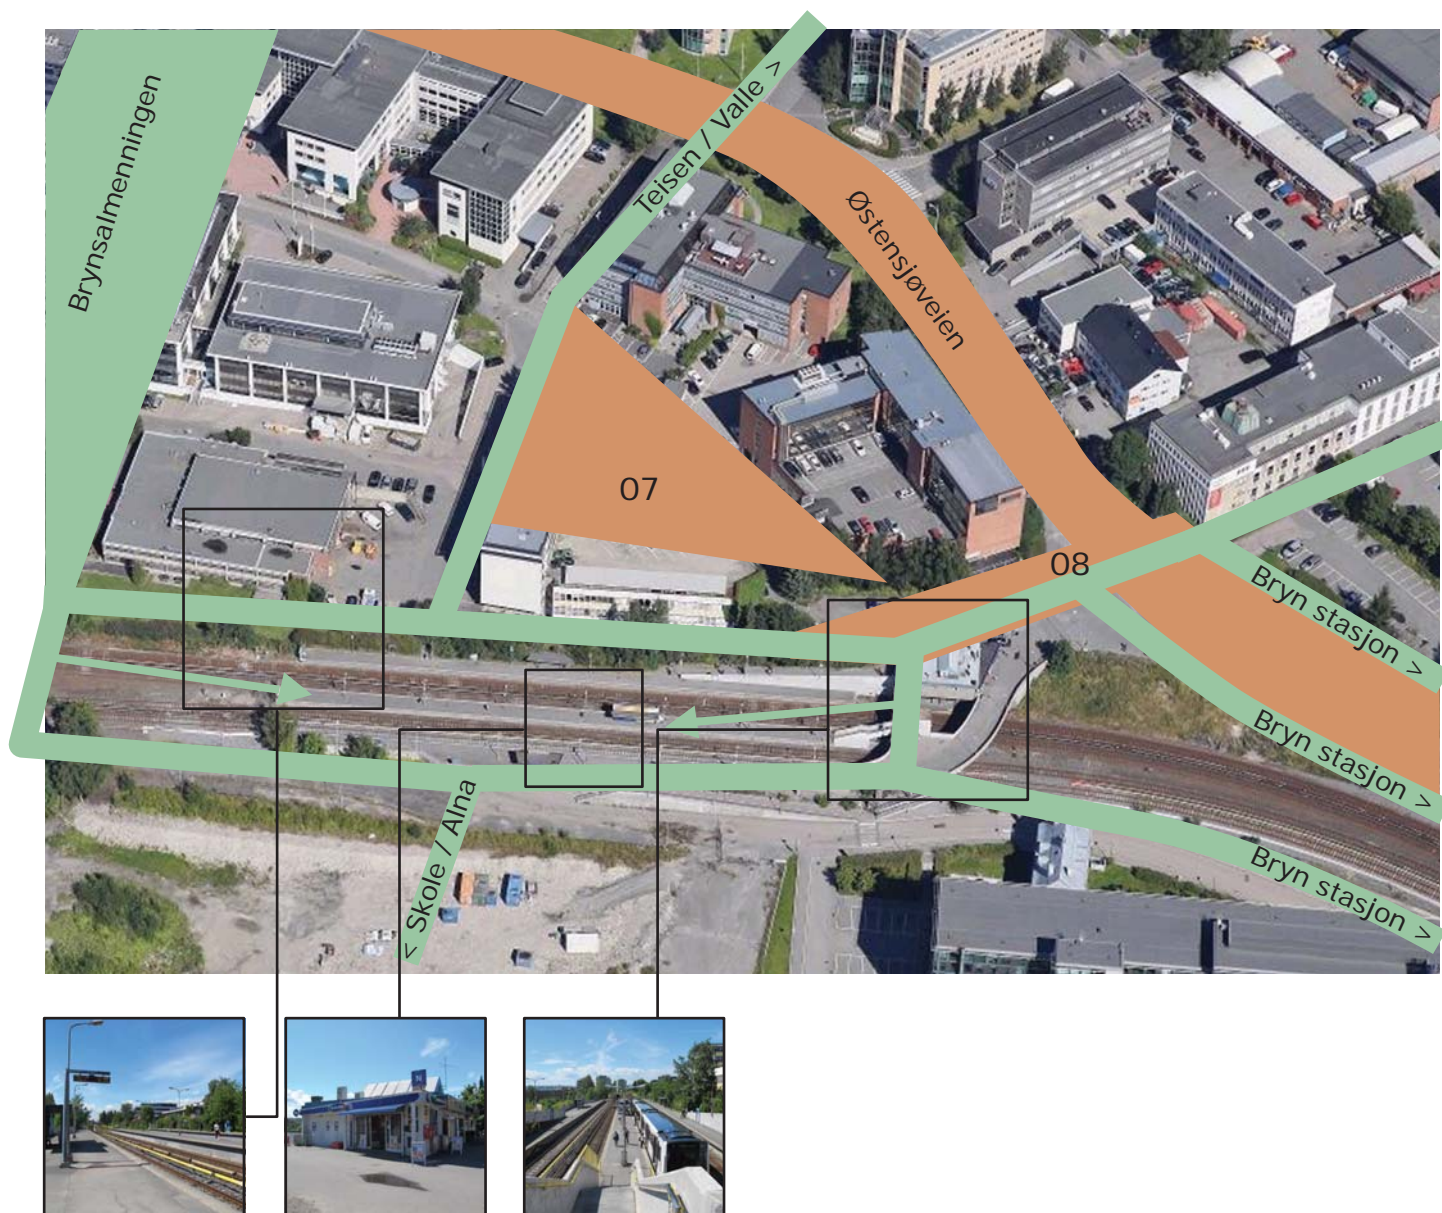 Brynsalmenningen
Teisen / Valle >
Østensjøveien
07
08
Bryn stasjon >
Bryn stasjon >
Bryn stasjon >
< Skole / Alna